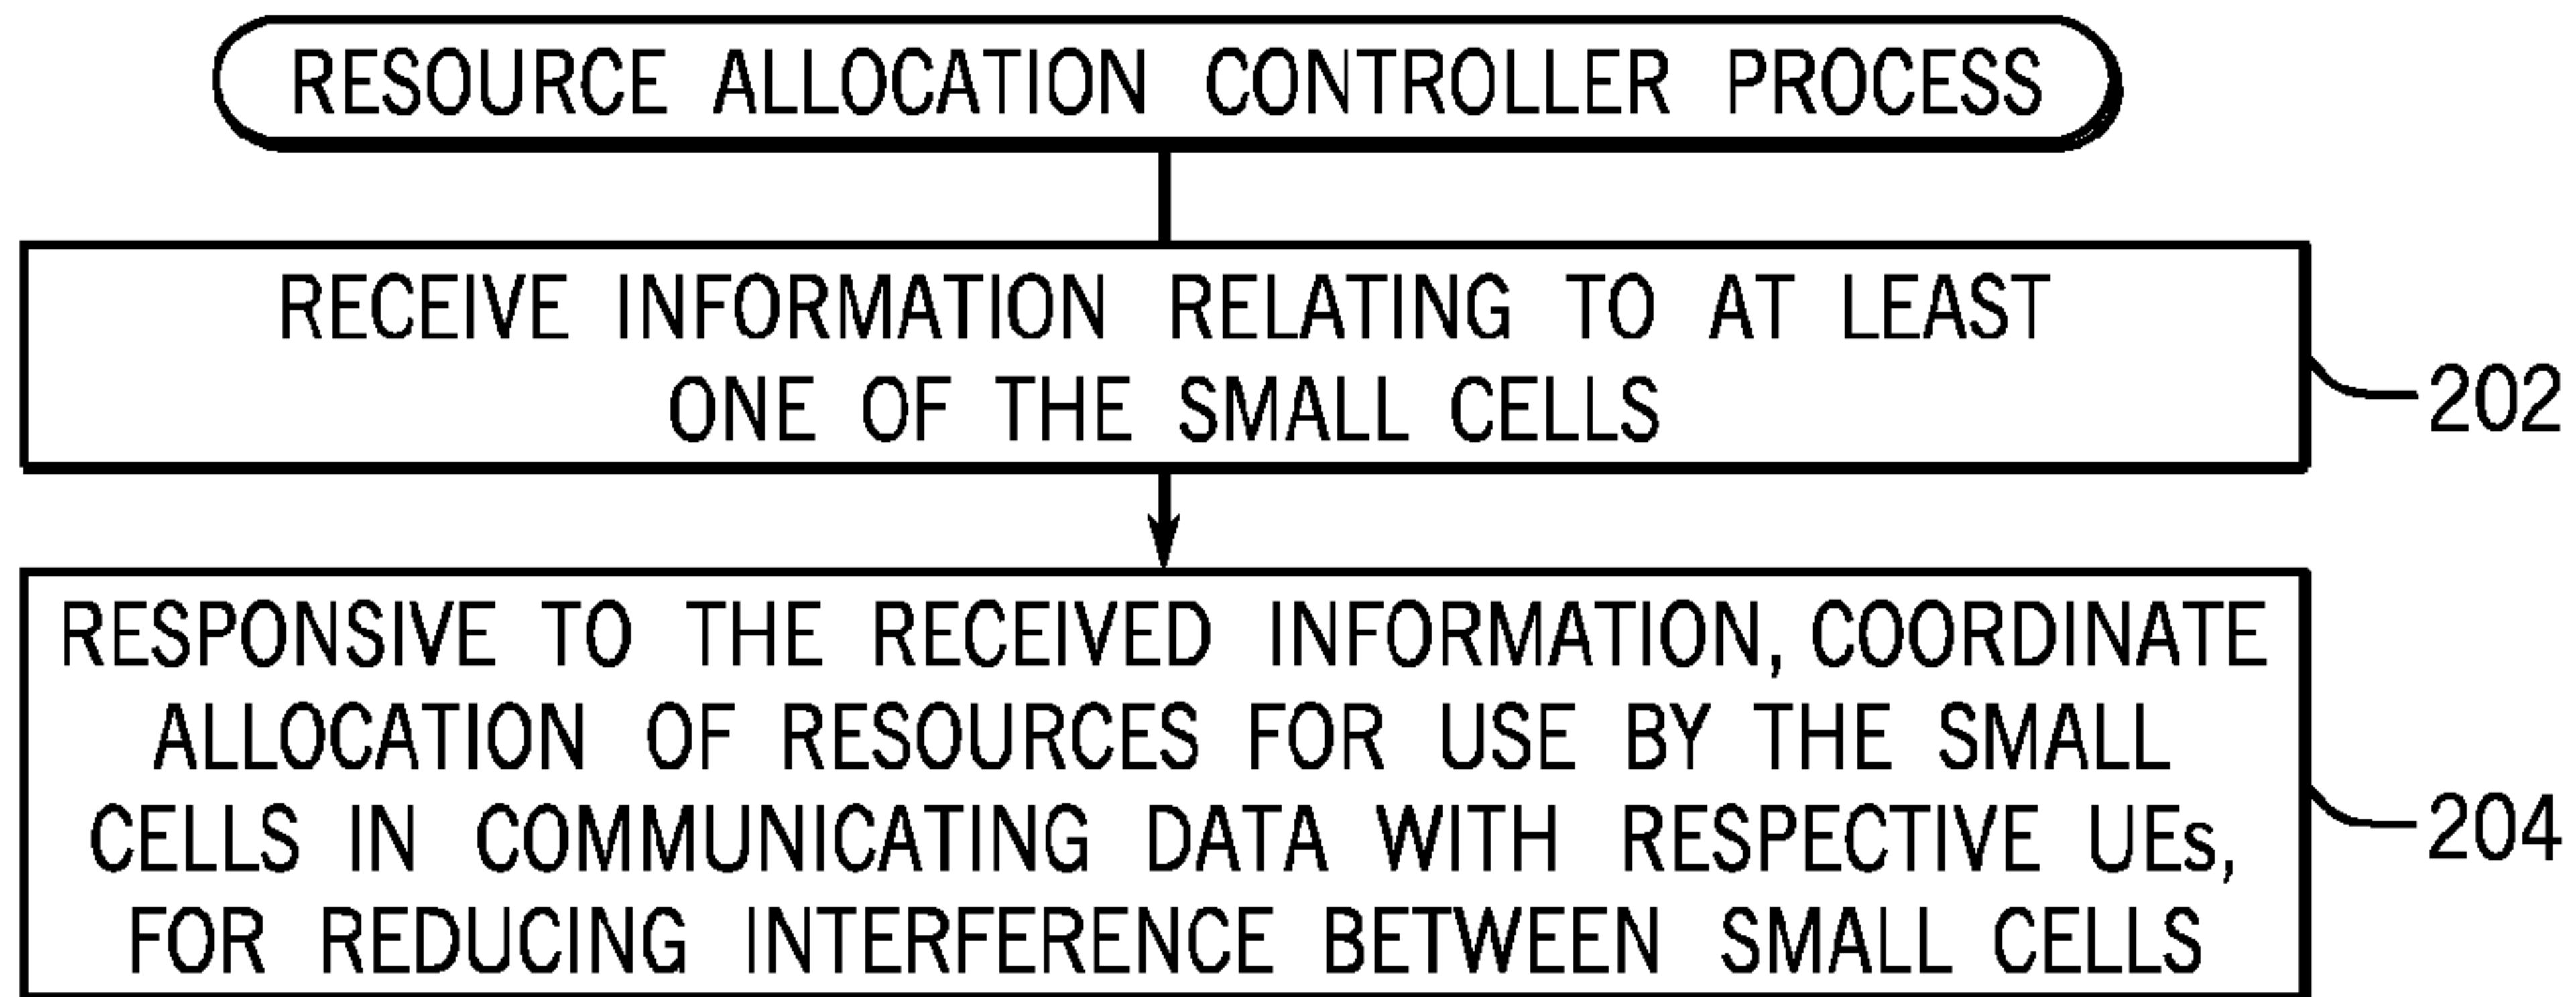 RESOURCE ALLOCATION CONTROLLER PROCESS
RECEIVE INFORMATION RELATING TO AT LEAST
ONE OF THE SMALL CELLS
202
RESPONSIVE TO THE RECEIVED INFORMATION, COORDINATE
ALLOCATION OF RESOURCES FOR USE BY THE SMALL
CELLS IN COMMUNICATING DATA WITH RESPECTIVE UEs,
FOR REDUCING INTERFERENCE BETWEEN SMALL CELLS
204